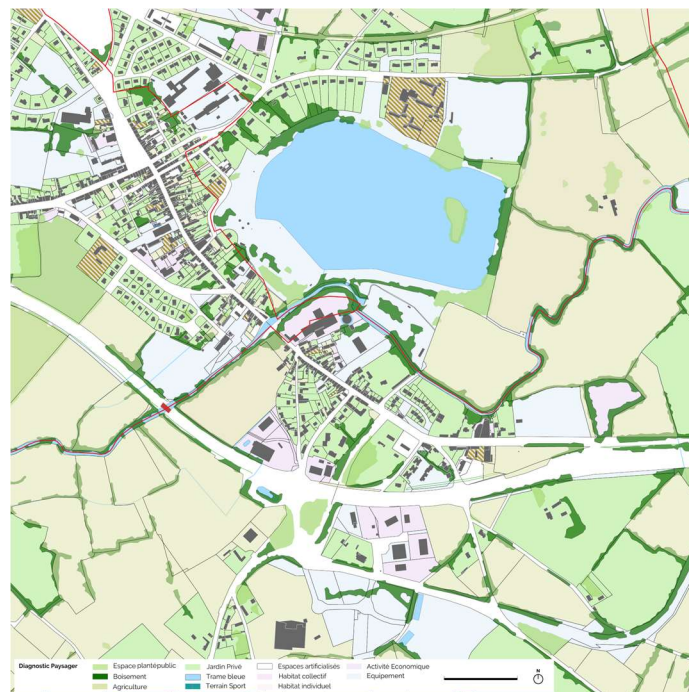 Diagnostic Paysager
Espace plantépublic
Boisement
Agriculture
Jardin Privé
Trame bleue
Terrain Sport
Espaces artificialisés
Habitat collectif
Habitat individuel
Activité Economique
Equipement
N